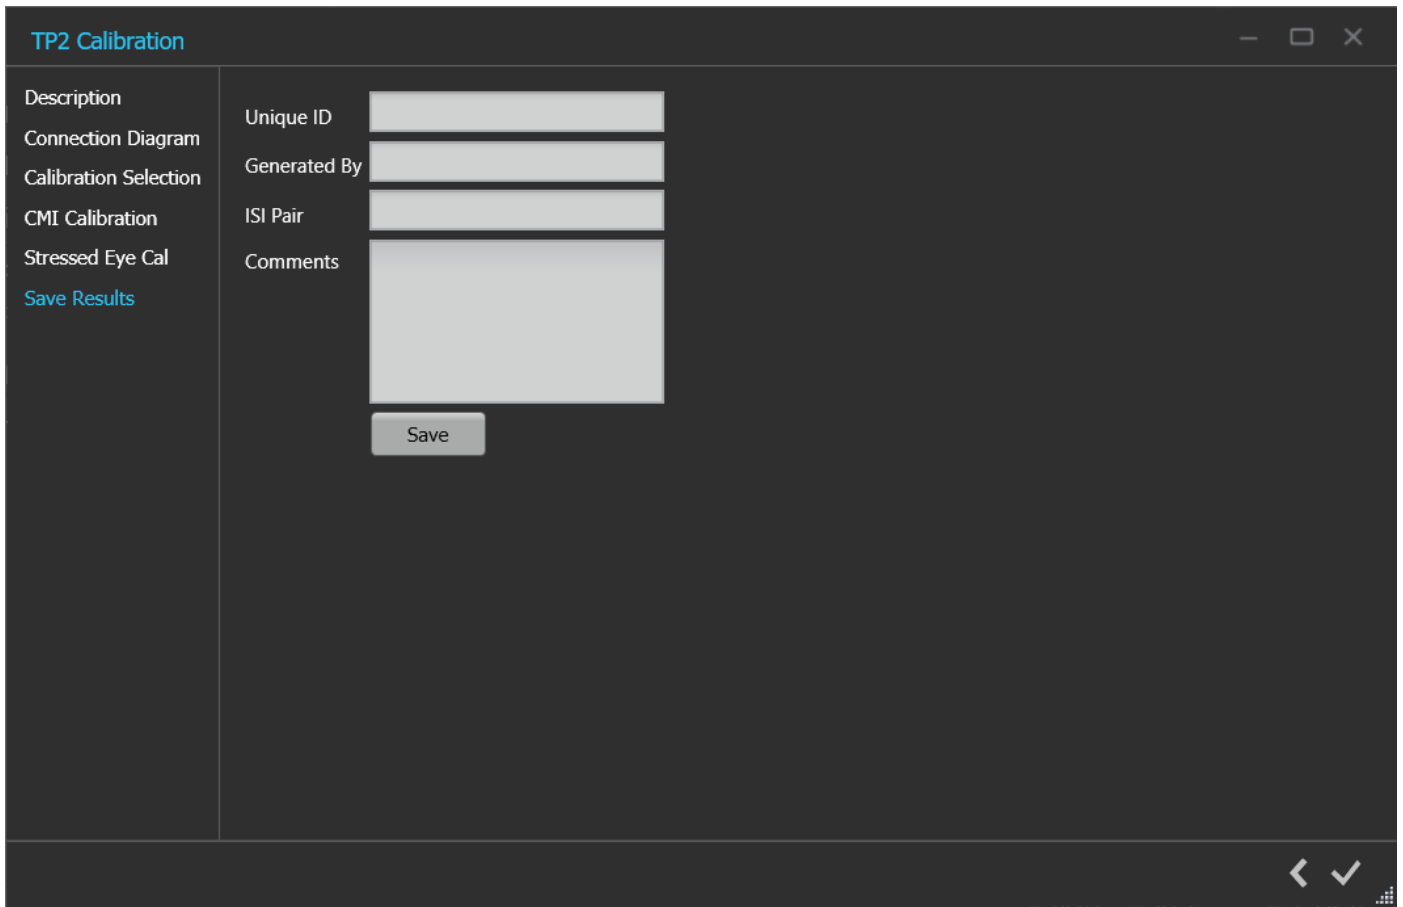 TP2 Calibration
Description
Connection Diagram
Calibration Selection
CMI Calibration
Stressed Eye Cal
Save Results
Unique ID
Generated By
ISI Pair
Comments
Save